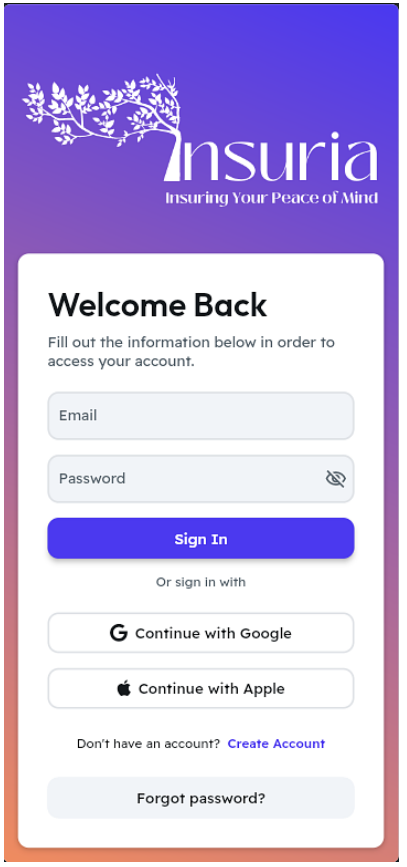 Insuria
Insuring Your Peace of Mind
Welcome Back
Fill out the information below in order to
access your account.
Email
Password
Sign In
Or sign in with
Continue with Google
Continue with Apple
Don't have an account? Create Account
Forgot password?